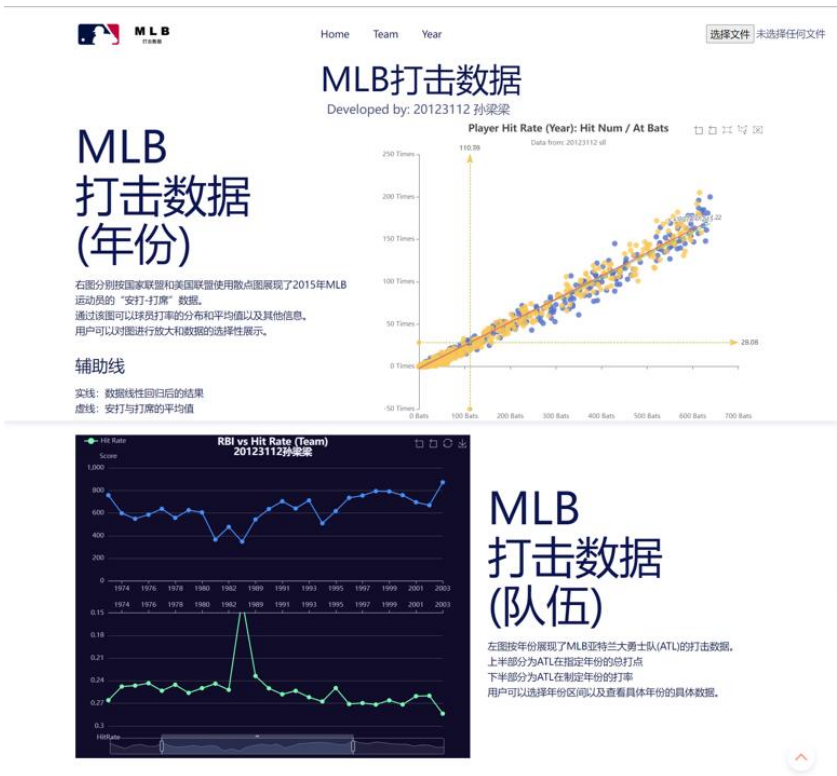 MLB
打击数据
Home Team Year
选择文件 未选择任何文件
MLB打击数据
Developed by: 20123112 孙梁梁
MLB
打击数据
(年份)
右图分别按国家联盟和美国联盟使用散点图展现了2015年MLB
运动员的“安打-打席”数据。
通过该图可以球员打率的分布和平均值以及其他信息。
用户可以对图进行放大和数据的选择性展示。
辅助线
实线：数据线性回归后的结果
虚线：安打与打席的平均值
Player Hit Rate (Year): Hit Num / At Bats
Data from: 20123112 sll
110.78
250 Times
200 Times
150 Times
100 Times
50 Times
0 Times
-50 Times
28.08
0 Bats 100 Bats 200 Bats 300 Bats 400 Bats 500 Bats 600 Bats 700 Bats
Hit Rate
RBI vs Hit Rate (Team)
20123112孙梁梁
Score
1,000
800
600
400
200
0
1974 1976 1978 1980 1982 1989 1991 1993 1995 1997 1999 2001 2003
1974 1976 1978 1980 1982 1989 1991 1993 1995 1997 1999 2001 2003
0.15
0.18
0.21
0.24
0.27
0.3
HitRate
MLB
打击数据
(队伍)
左图按年份展现了MLB亚特兰大勇士队(ATL)的打击数据。
上半部分为ATL在指定年份的总打点
下半部分为ATL在制定年份的打率
用户可以选择年份区间以及查看具体年份的具体数据。